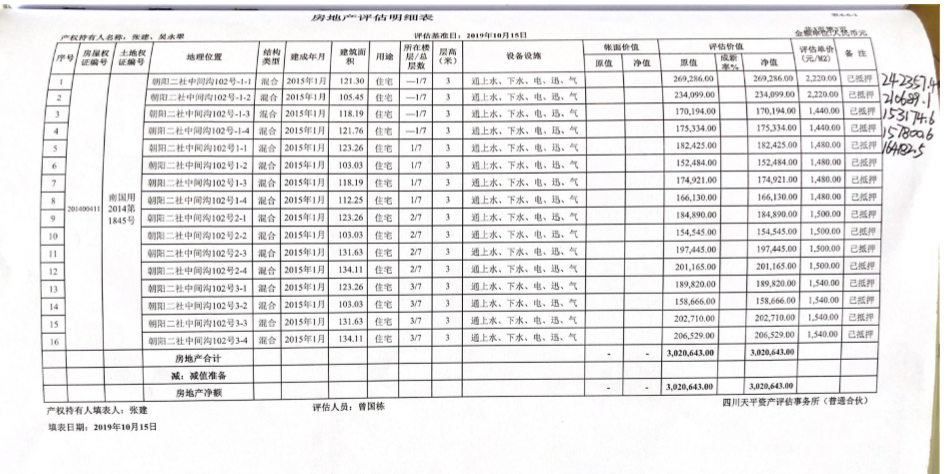 房地产评估明细表
产权持有人名称：张建、吴永翠 评估基准日：2019年10月15日 金额单位:人民币元
序号 房屋权证编号 土地权证编号 地理位置 结构类型 建成年月 建筑面积 用途 所在楼层/总层数 层高(米) 设备设施 账面价值 原值 净值 评估价值 原值 成新率% 净值 评估单价(元/M2) 备 注
201400411 南国用2014第1845号
1 朝阳二社中间沟102号-1-1 混合 2015年1月 121.30 住宅 —1/7 3 通上水、下水、电、迅、气 269,286.00 269,286.00 2,220.00 已抵押 242357.4
2 朝阳二社中间沟102号-1-2 混合 2015年1月 105.45 住宅 —1/7 3 通上水、下水、电、迅、气 234,099.00 234,099.00 2,220.00 已抵押 210689.1
3 朝阳二社中间沟102号-1-3 混合 2015年1月 118.19 住宅 —1/7 3 通上水、下水、电、迅、气 170,194.00 170,194.00 1,440.00 已抵押 153174.6
4 朝阳二社中间沟102号-1-4 混合 2015年1月 121.76 住宅 —1/7 3 通上水、下水、电、迅、气 175,334.00 175,334.00 1,440.00 已抵押 157800.6
5 朝阳二社中间沟102号1-1 混合 2015年1月 123.26 住宅 1/7 3 通上水、下水、电、迅、气 182,425.00 182,425.00 1,480.00 已抵押 164182.5
6 朝阳二社中间沟102号1-2 混合 2015年1月 103.03 住宅 1/7 3 通上水、下水、电、迅、气 152,484.00 152,484.00 1,480.00 已抵押
7 朝阳二社中间沟102号1-3 混合 2015年1月 118.19 住宅 1/7 3 通上水、下水、电、迅、气 174,921.00 174,921.00 1,480.00 已抵押
8 朝阳二社中间沟102号1-4 混合 2015年1月 112.25 住宅 1/7 3 通上水、下水、电、迅、气 166,130.00 166,130.00 1,480.00 已抵押
9 朝阳二社中间沟102号2-1 混合 2015年1月 123.26 住宅 2/7 3 通上水、下水、电、迅、气 184,890.00 184,890.00 1,500.00 已抵押
10 朝阳二社中间沟102号2-2 混合 2015年1月 103.03 住宅 2/7 3 通上水、下水、电、迅、气 154,545.00 154,545.00 1,500.00 已抵押
11 朝阳二社中间沟102号2-3 混合 2015年1月 131.63 住宅 2/7 3 通上水、下水、电、迅、气 197,445.00 197,445.00 1,500.00 已抵押
12 朝阳二社中间沟102号2-4 混合 2015年1月 134.11 住宅 2/7 3 通上水、下水、电、迅、气 201,165.00 201,165.00 1,500.00 已抵押
13 朝阳二社中间沟102号3-1 混合 2015年1月 123.26 住宅 3/7 3 通上水、下水、电、迅、气 189,820.00 189,820.00 1,540.00 已抵押
14 朝阳二社中间沟102号3-2 混合 2015年1月 103.03 住宅 3/7 3 通上水、下水、电、迅、气 158,666.00 158,666.00 1,540.00 已抵押
15 朝阳二社中间沟102号3-3 混合 2015年1月 131.63 住宅 3/7 3 通上水、下水、电、迅、气 202,710.00 202,710.00 1,540.00 已抵押
16 朝阳二社中间沟102号3-4 混合 2015年1月 134.11 住宅 3/7 3 通上水、下水、电、迅、气 206,529.00 206,529.00 1,540.00 已抵押
房地产合计 - - 3,020,643.00 3,020,643.00
减：减值准备
房地产净额 - - 3,020,643.00 3,020,643.00
产权持有人填表人：张建 评估人员：曾国栋 四川天平资产评估事务所（普通合伙）
填表日期：2019年10月15日